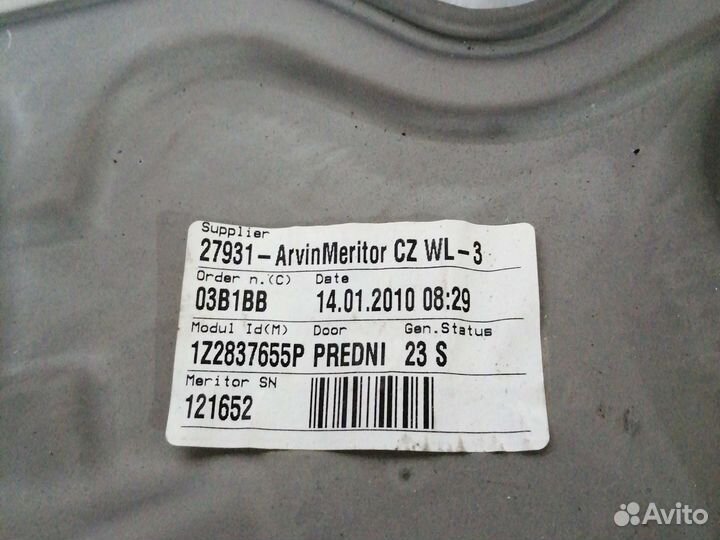 Supplier
27931-ArvinMeritor CZ WL-3
Order n.(C) Date
03B1BB 14.01.2010 08:29
Modul Id(M) Door Gen.Status
1Z2837655P PREDNI 23 S
Meritor SN
121652
Avito